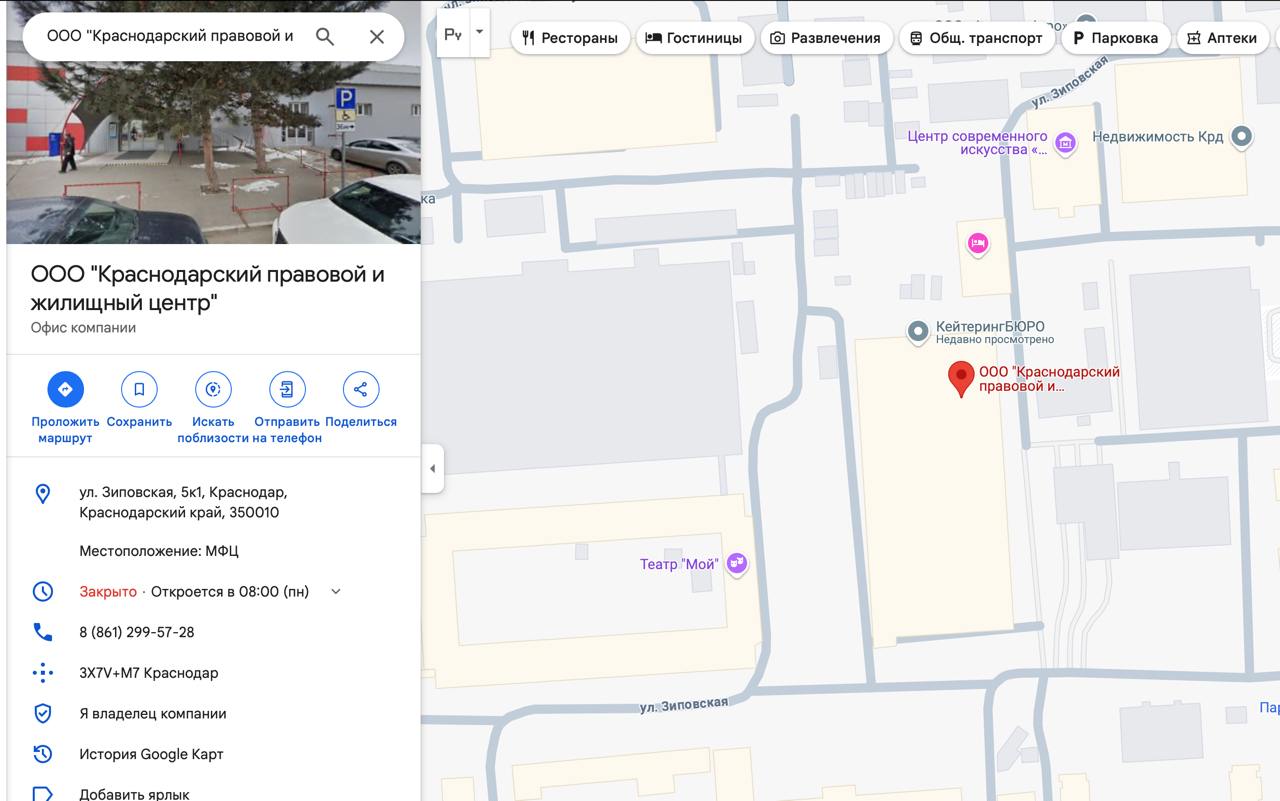 ООО "Краснодарский правовой и
Ру
Рестораны
Гостиницы
Развлечения
Общ. транспорт
Парковка
Аптеки
P
ООО "Краснодарский правовой и
жилищный центр"
Офис компании
Проложить
маршрут
Сохранить
Искать
поблизости
Отправить
на телефон
Поделиться
ул. Зиповская, 5к1, Краснодар,
Краснодарский край, 350010
Местоположение: МФЦ
Закрыто · Откроется в 08:00 (пн)
8 (861) 299-57-28
3X7V+M7 Краснодар
Я владелец компании
История Google Карт
Добавить ярлык
ул. Зиповская
Центр современного
искусства «...
Недвижимость Крд
ка
КейтерингБЮРО
Недавно просмотрено
ООО "Краснодарский
правовой и...
Театр "Мой"
ул. Зиповская
Пар